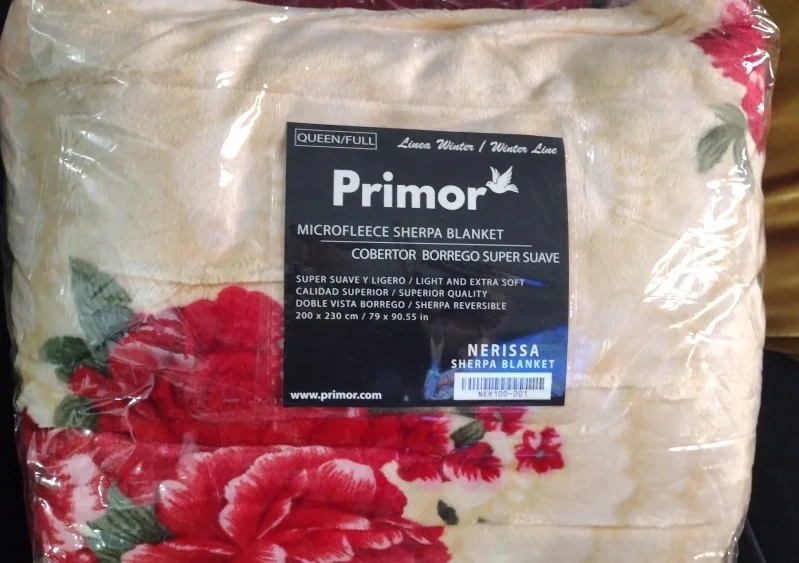 QUEEN/FULL
Linea Winter / Winter Line
Primor
MICROFLEECE SHERPA BLANKET
COBERTOR BORREGO SUPER SUAVE
SUPER SUAVE Y LIGERO / LIGHT AND EXTRA SOFT
CALIDAD SUPERIOR / SUPERIOR QUALITY
DOBLE VISTA BORREGO / SHERPA REVERSIBLE
200 x 230 cm / 79 x 90.55 in
NERISSA
SHERPA BLANKET
NER100-001
www.primor.com